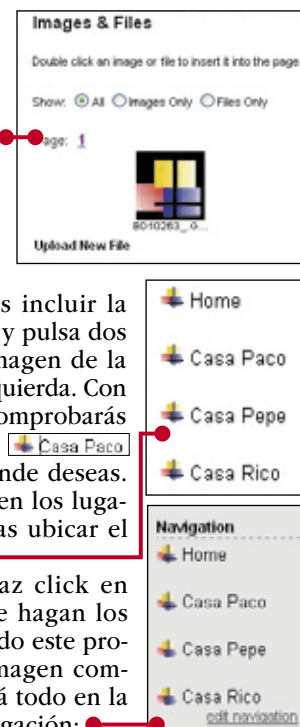 Images & Files
Double click an image or file to insert it into the page
Show: All Images Only Files Only
age: 1
8010263_.G...
Upload New File
s incluir la
y pulsa dos
magen de la
quierda. Con
omprobarás
Casa Paco
nde deseas.
en los luga-
as ubicar el
az click en
e hagan los
do este pro-
magen com-
á todo en la
gación:
Home
Casa Paco
Casa Pepe
Casa Rico
Navigation
Home
Casa Paco
Casa Pepe
Casa Rico
edit navigation